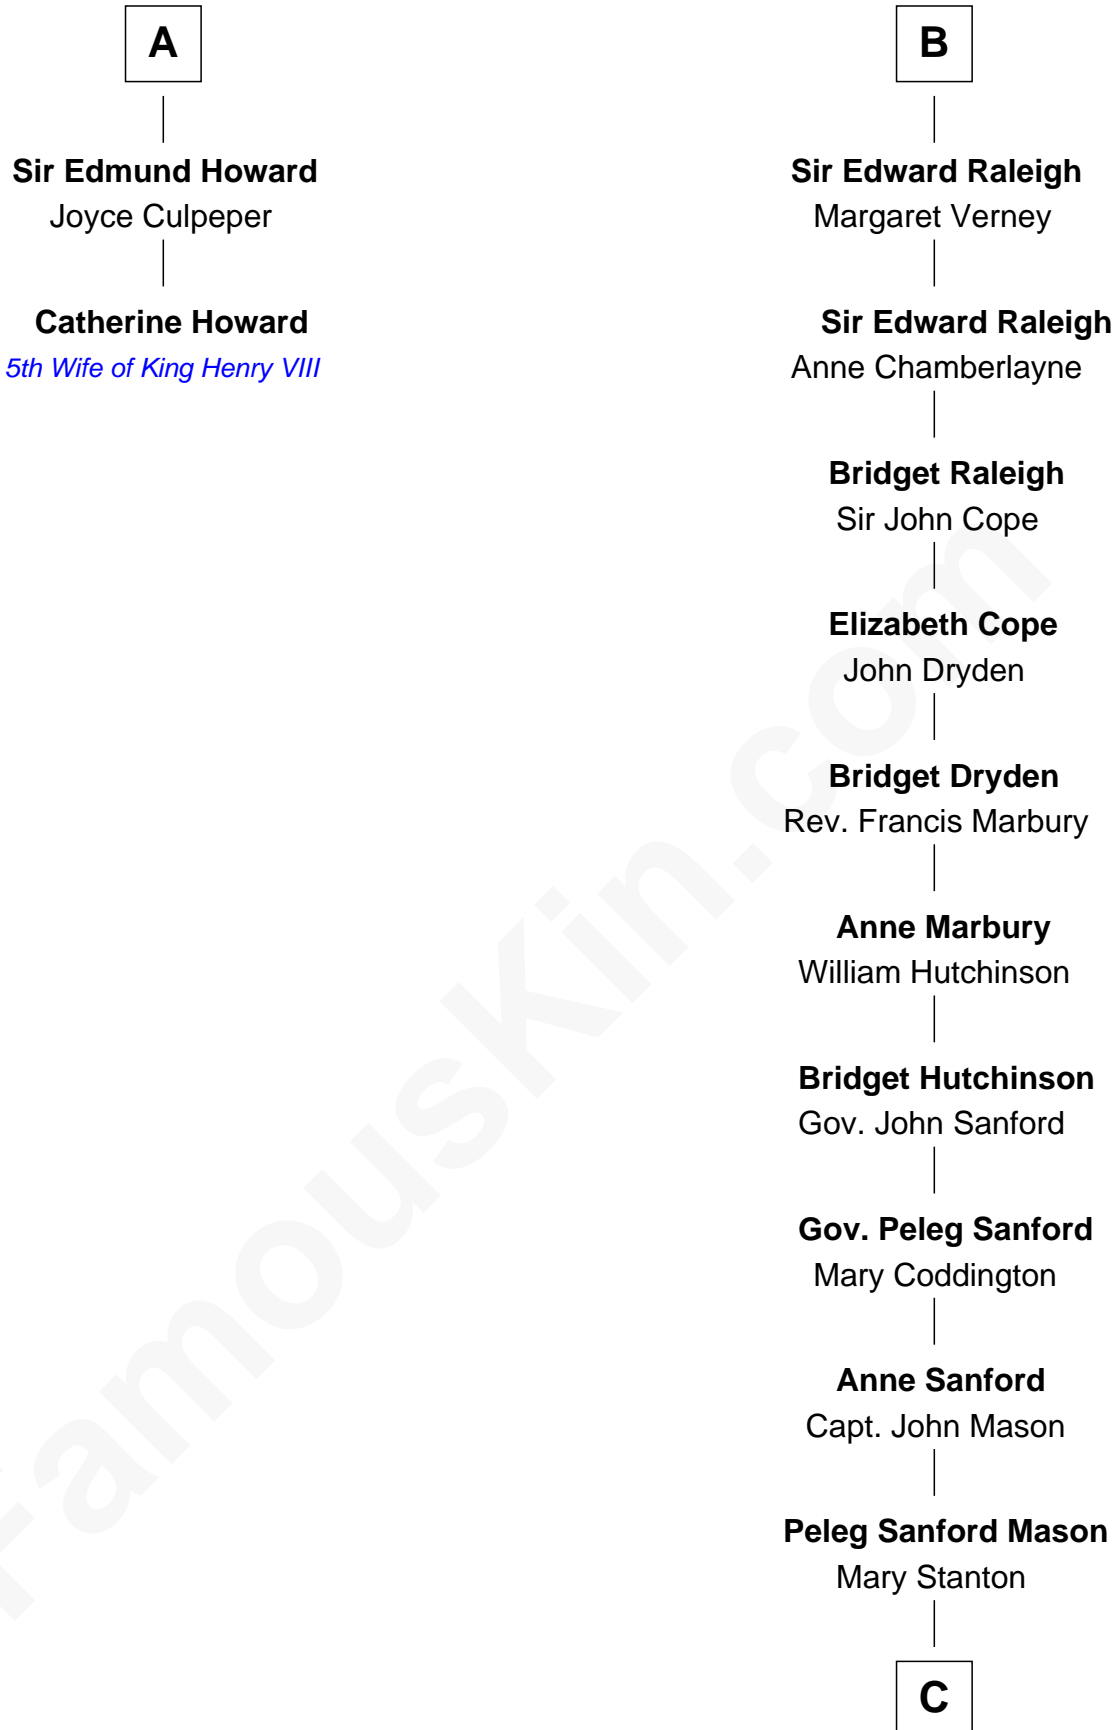 A
Sir Edmund Howard
Joyce Culpeper
Catherine Howard
5th Wife of King Henry VIII
B
Sir Edward Raleigh
Margaret Verney
Sir Edward Raleigh
Anne Chamberlayne
Bridget Raleigh
Sir John Cope
Elizabeth Cope
John Dryden
Bridget Dryden
Rev. Francis Marbury
Anne Marbury
William Hutchinson
Bridget Hutchinson
Gov. John Sanford
Gov. Peleg Sanford
Mary Coddington
Anne Sanford
Capt. John Mason
Peleg Sanford Mason
Mary Stanton
C
FamousKin.com